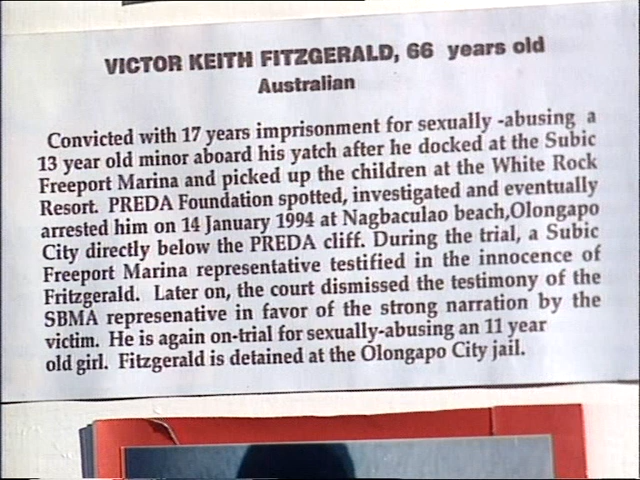 VICTOR KEITH FITZGERALD, 66 years old
Australian
Convicted with 17 years imprisonment for sexually -abusing a
13 year old minor aboard his yatch after he docked at the Subic
Freeport Marina and picked up the children at the White Rock
Resort. PREDA Foundation spotted, investigated and eventually
arrested him on 14 January 1994 at Nagbaculao beach,Olongapo
City directly below the PREDA cliff. During the trial, a Subic
Freeport Marina representative testified in the innocence of
Fritzgerald. Later on, the court dismissed the testimony of the
SBMA represenative in favor of the strong narration by the
victim. He is again on-trial for sexually-abusing an 11 year
old girl. Fitzgerald is detained at the Olongapo City jail.